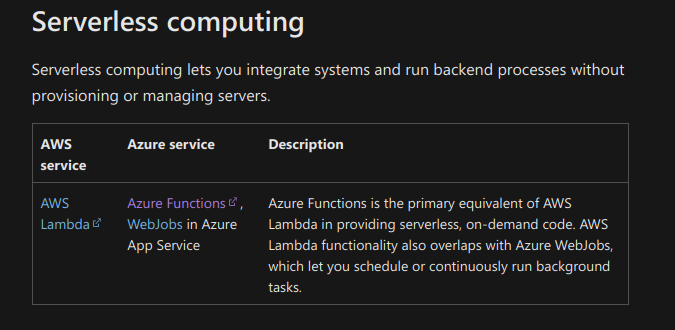 Serverless computing
Serverless computing lets you integrate systems and run backend processes without
provisioning or managing servers.
AWS
service
Azure service
Description
AWS
Lambda
Azure Functions ,
WebJobs in Azure
App Service
Azure Functions is the primary equivalent of AWS
Lambda in providing serverless, on-demand code. AWS
Lambda functionality also overlaps with Azure WebJobs,
which let you schedule or continuously run background
tasks.